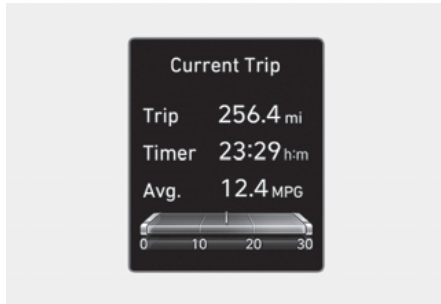 Current Trip
Trip 256.4 mi
Timer 23:29 h:m
Avg. 12.4 MPG
0 10 20 30